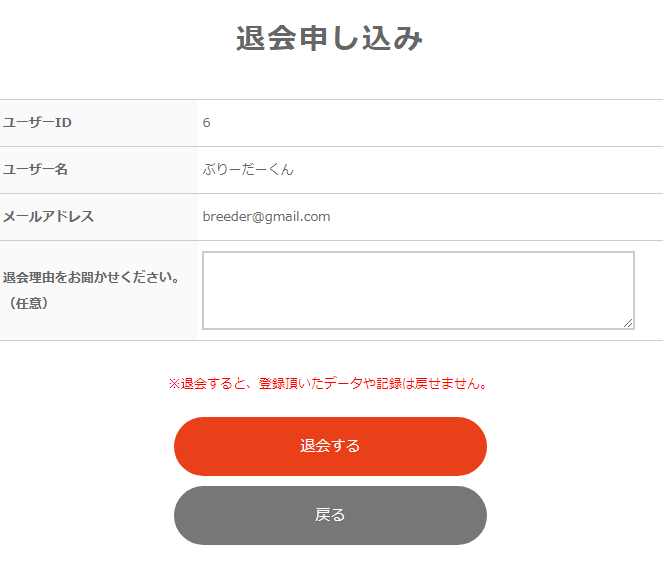 退会申し込み
ユーザーID 6
ユーザー名 ぶりーだーくん
メールアドレス breeder@gmail.com
退会理由をお聞かせください。
（任意）
※退会すると、登録頂いたデータや記録は戻せません。
退会する
戻る